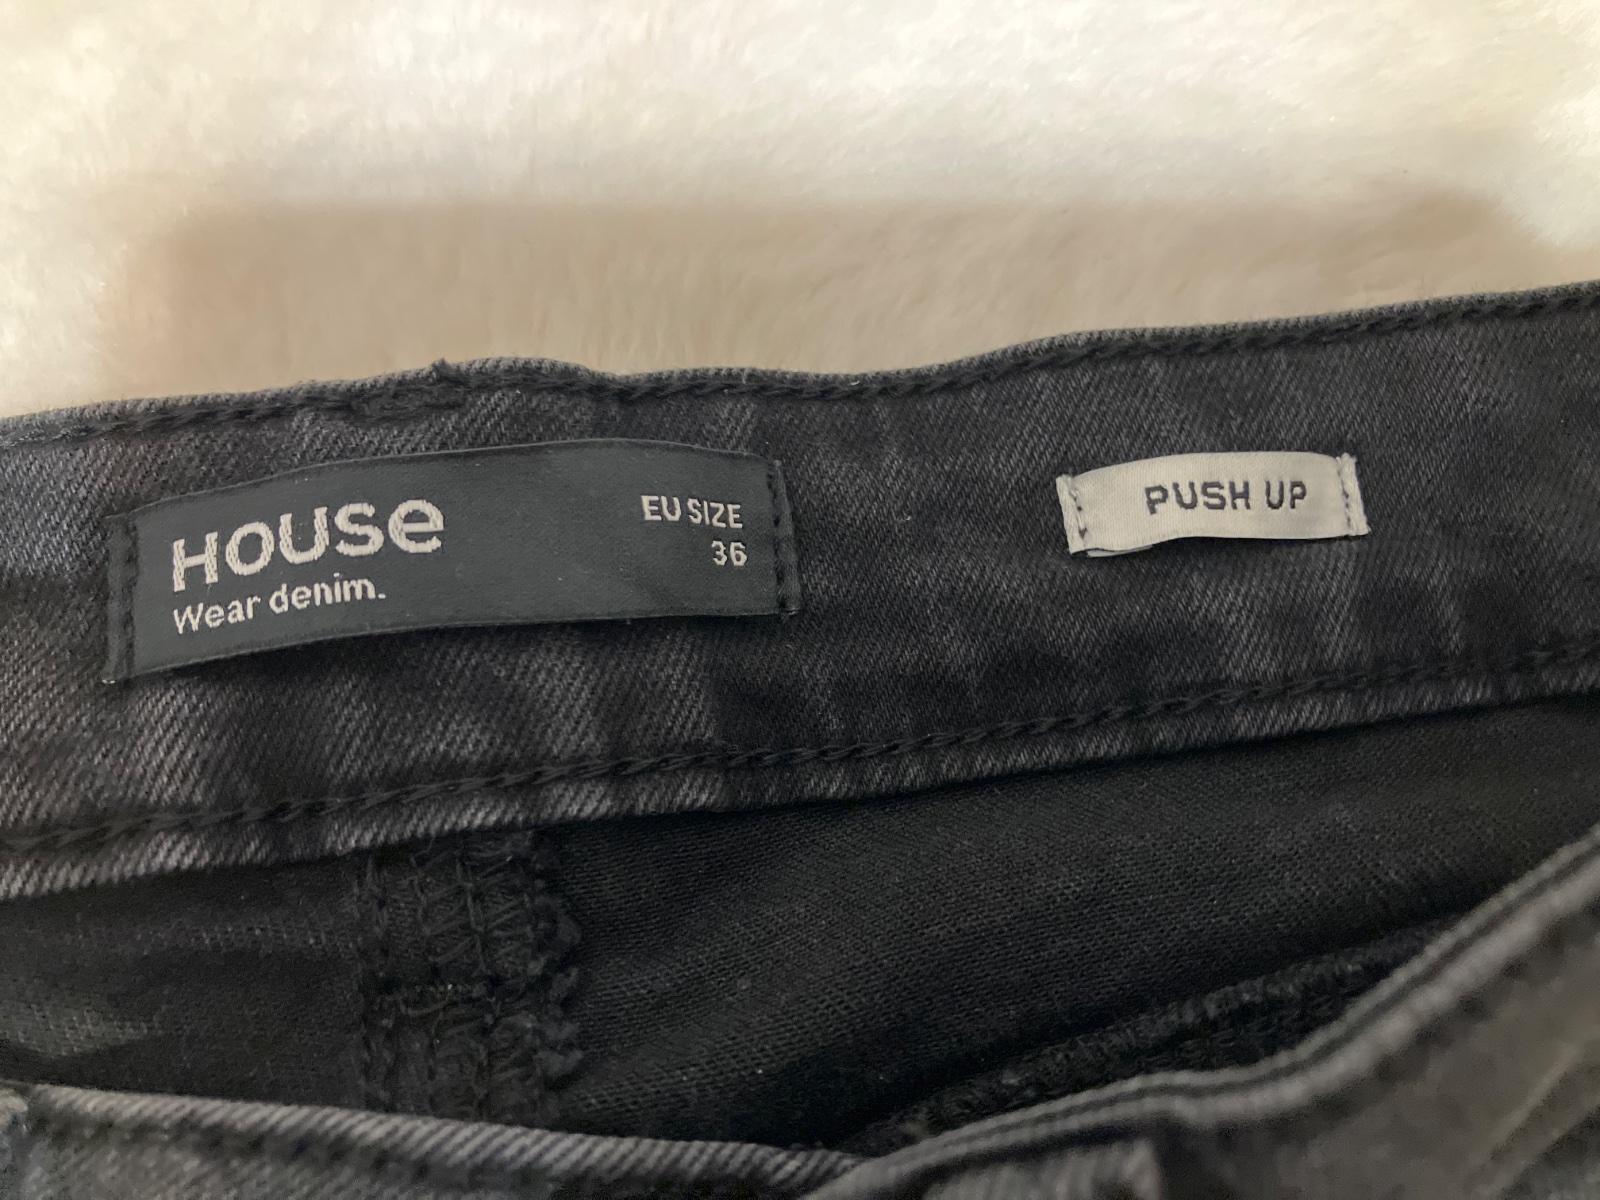 HOUSE
Wear denim.
EU SIZE
36
PUSH UP